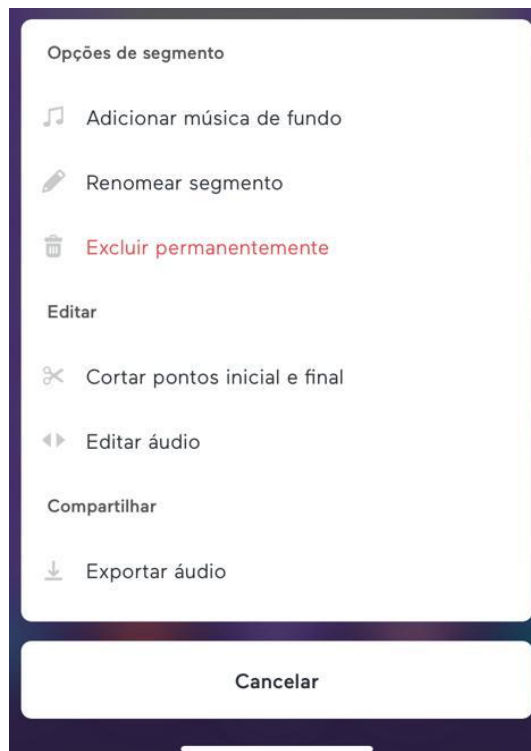 Opções de segmento
Adicionar música de fundo
Renomear segmento
Excluir permanentemente
Editar
Cortar pontos inicial e final
Editar áudio
Compartilhar
Exportar áudio
Cancelar